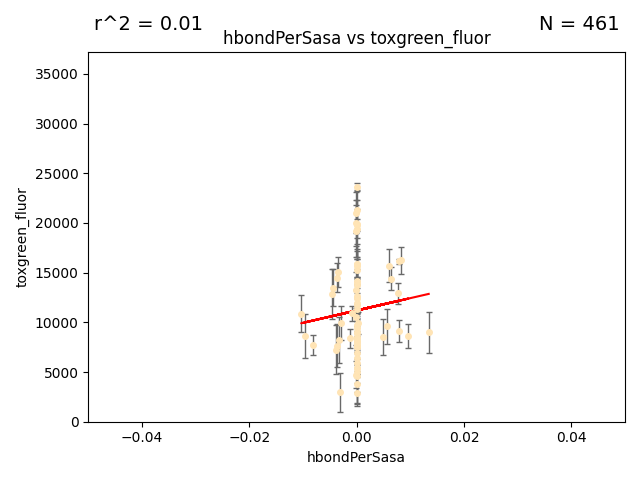 r^2 = 0.01
N = 461
hbondPerSasa vs toxgreen_fluor
35000
30000
25000
20000
15000
10000
5000
0
toxgreen_fluor
−0.04
−0.02
0.00
0.02
0.04
hbondPerSasa